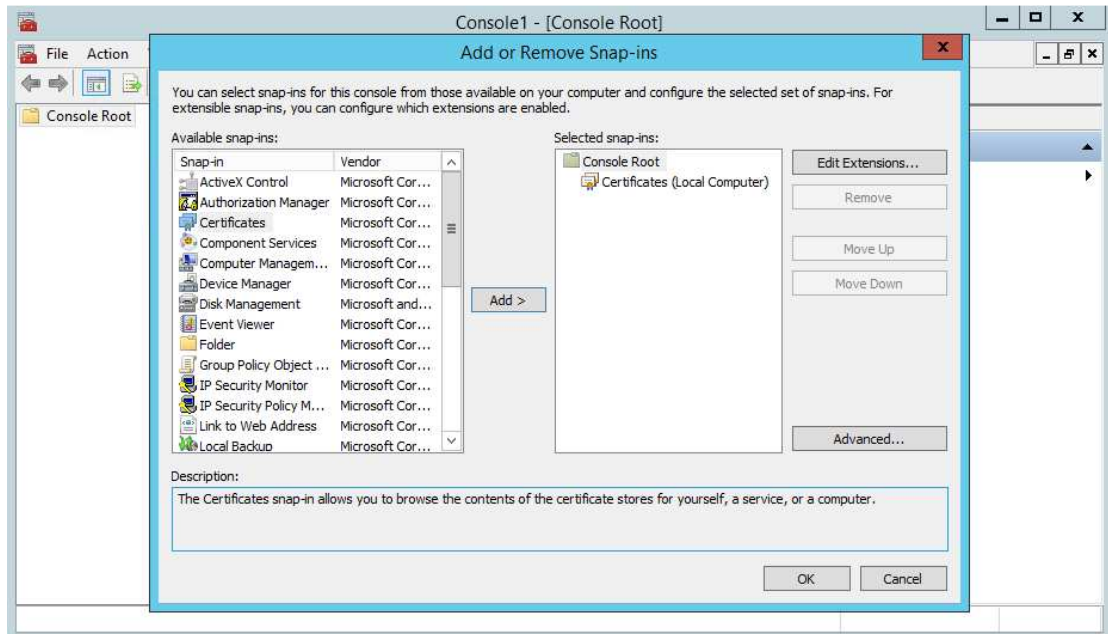 Console1 - [Console Root]
File Action
Add or Remove Snap-ins
You can select snap-ins for this console from those available on your computer and configure the selected set of snap-ins. For
extensible snap-ins, you can configure which extensions are enabled.
Console Root
Available snap-ins:
Snap-in Vendor
ActiveX Control Microsoft Cor...
Authorization Manager Microsoft Cor...
Certificates Microsoft Cor...
Component Services Microsoft Cor...
Computer Managem... Microsoft Cor...
Device Manager Microsoft Cor...
Disk Management Microsoft and...
Event Viewer Microsoft Cor...
Folder Microsoft Cor...
Group Policy Object ... Microsoft Cor...
IP Security Monitor Microsoft Cor...
IP Security Policy M... Microsoft Cor...
Link to Web Address Microsoft Cor...
Local Backup Microsoft Cor...
Add >
Selected snap-ins:
Console Root
Certificates (Local Computer)
Edit Extensions...
Remove
Move Up
Move Down
Advanced...
Description:
The Certificates snap-in allows you to browse the contents of the certificate stores for yourself, a service, or a computer.
OK Cancel